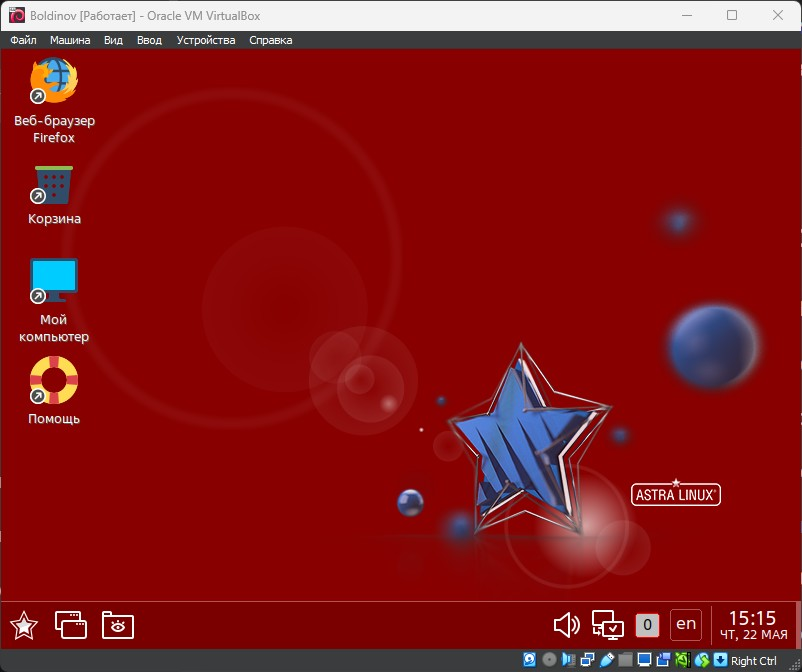 Boldinov [Работает] - Oracle VM VirtualBox
Файл Машина Вид Ввод Устройства Справка
Веб-браузер
Firefox
Корзина
Мой
компьютер
Помощь
ASTRA LINUX®
0
en
15:15
ЧТ, 22 МАЯ
Right Ctrl